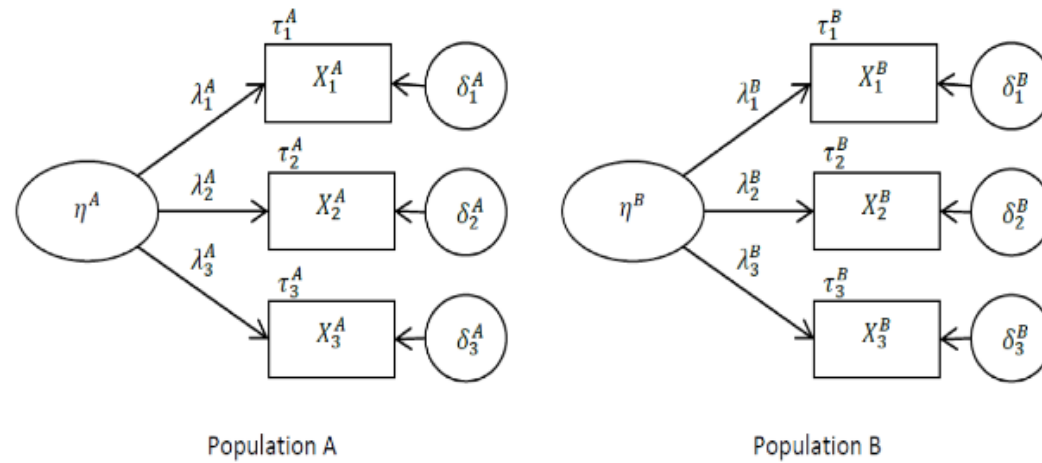 τ₁ᴬ
X₁ᴬ
δ₁ᴬ
λ₁ᴬ
τ₂ᴬ
ηᴬ
λ₂ᴬ
X₂ᴬ
δ₂ᴬ
λ₃ᴬ
τ₃ᴬ
X₃ᴬ
δ₃ᴬ
Population A
τ₁ᴮ
X₁ᴮ
δ₁ᴮ
λ₁ᴮ
τ₂ᴮ
ηᴮ
λ₂ᴮ
X₂ᴮ
δ₂ᴮ
λ₃ᴮ
τ₃ᴮ
X₃ᴮ
δ₃ᴮ
Population B